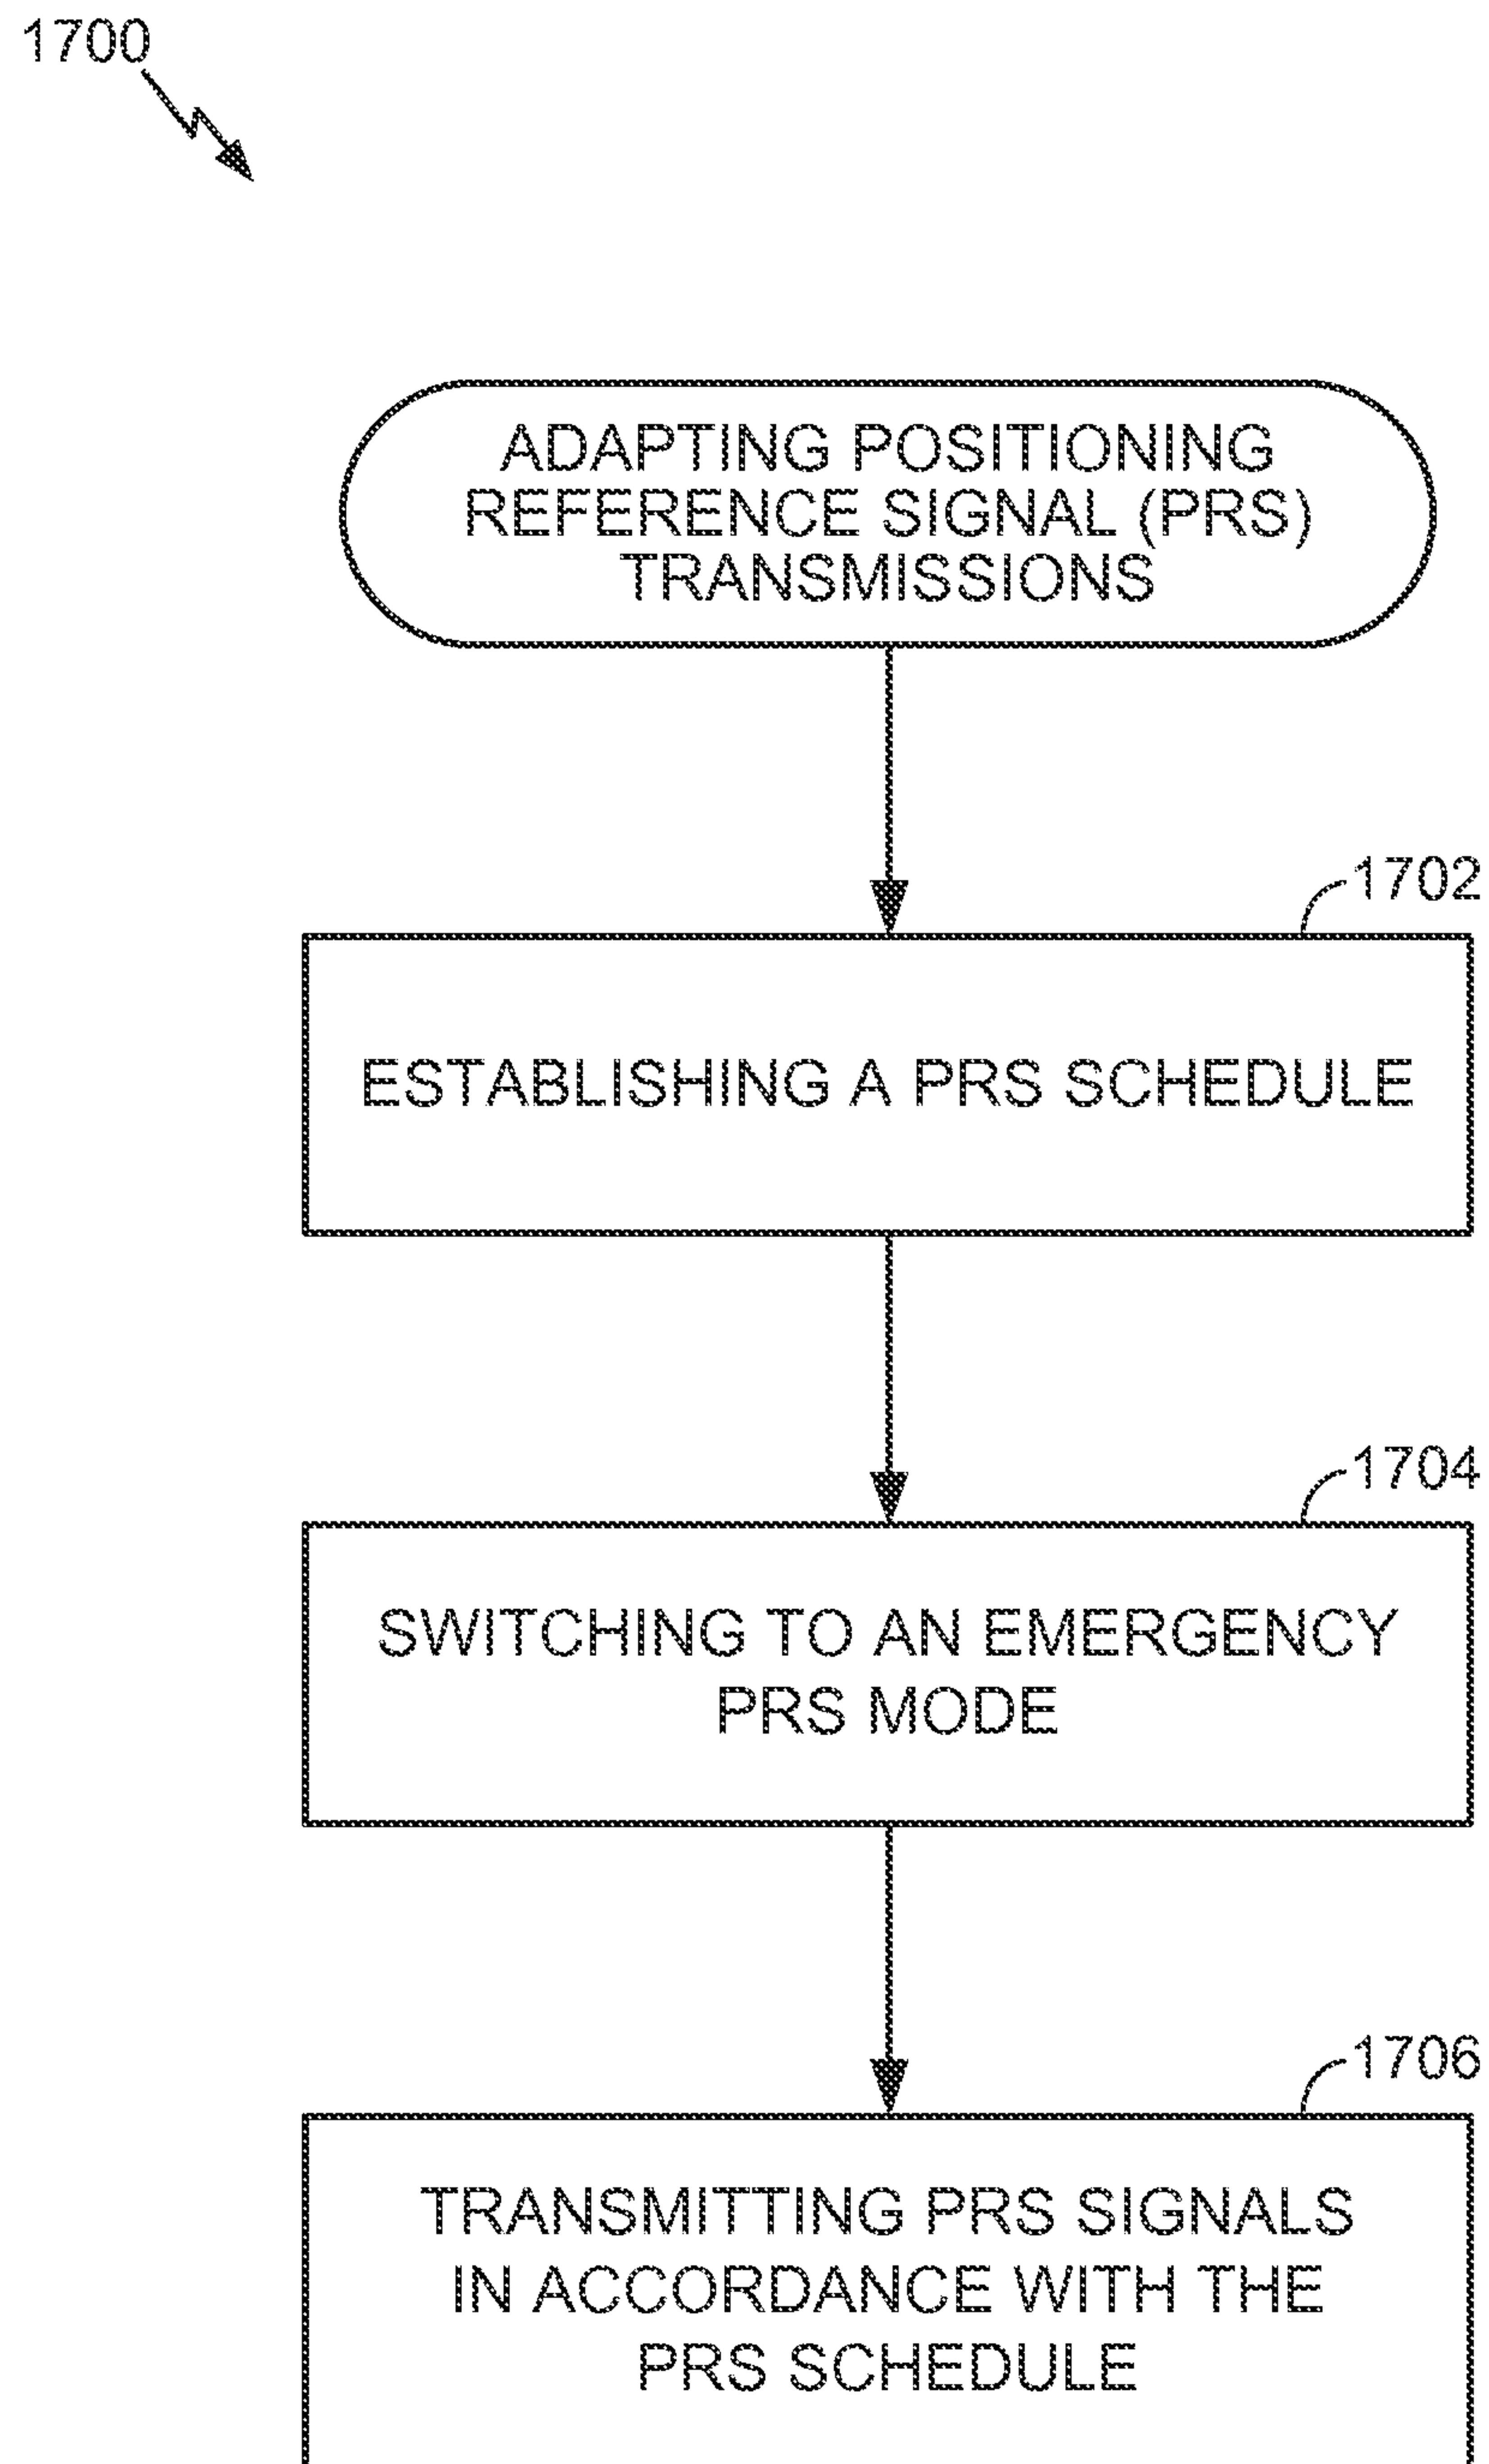 1700
ADAPTING POSITIONING
REFERENCE SIGNAL (PRS)
TRANSMISSIONS
1702
ESTABLISHING A PRS SCHEDULE
1704
SWITCHING TO AN EMERGENCY
PRS MODE
1706
TRANSMITTING PRS SIGNALS
IN ACCORDANCE WITH THE
PRS SCHEDULE